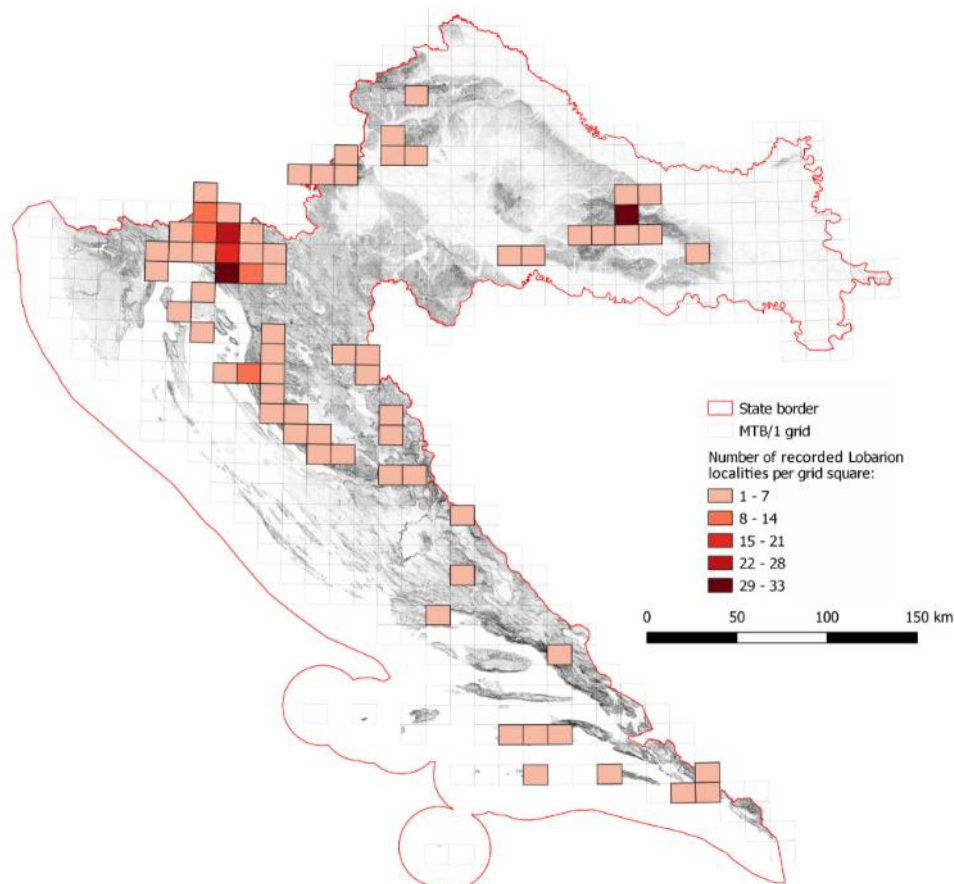 State border
MTB/1 grid
Number of recorded Lobarion
localities per grid square:
1 - 7
8 - 14
15 - 21
22 - 28
29 - 33
0 50 100 150 km